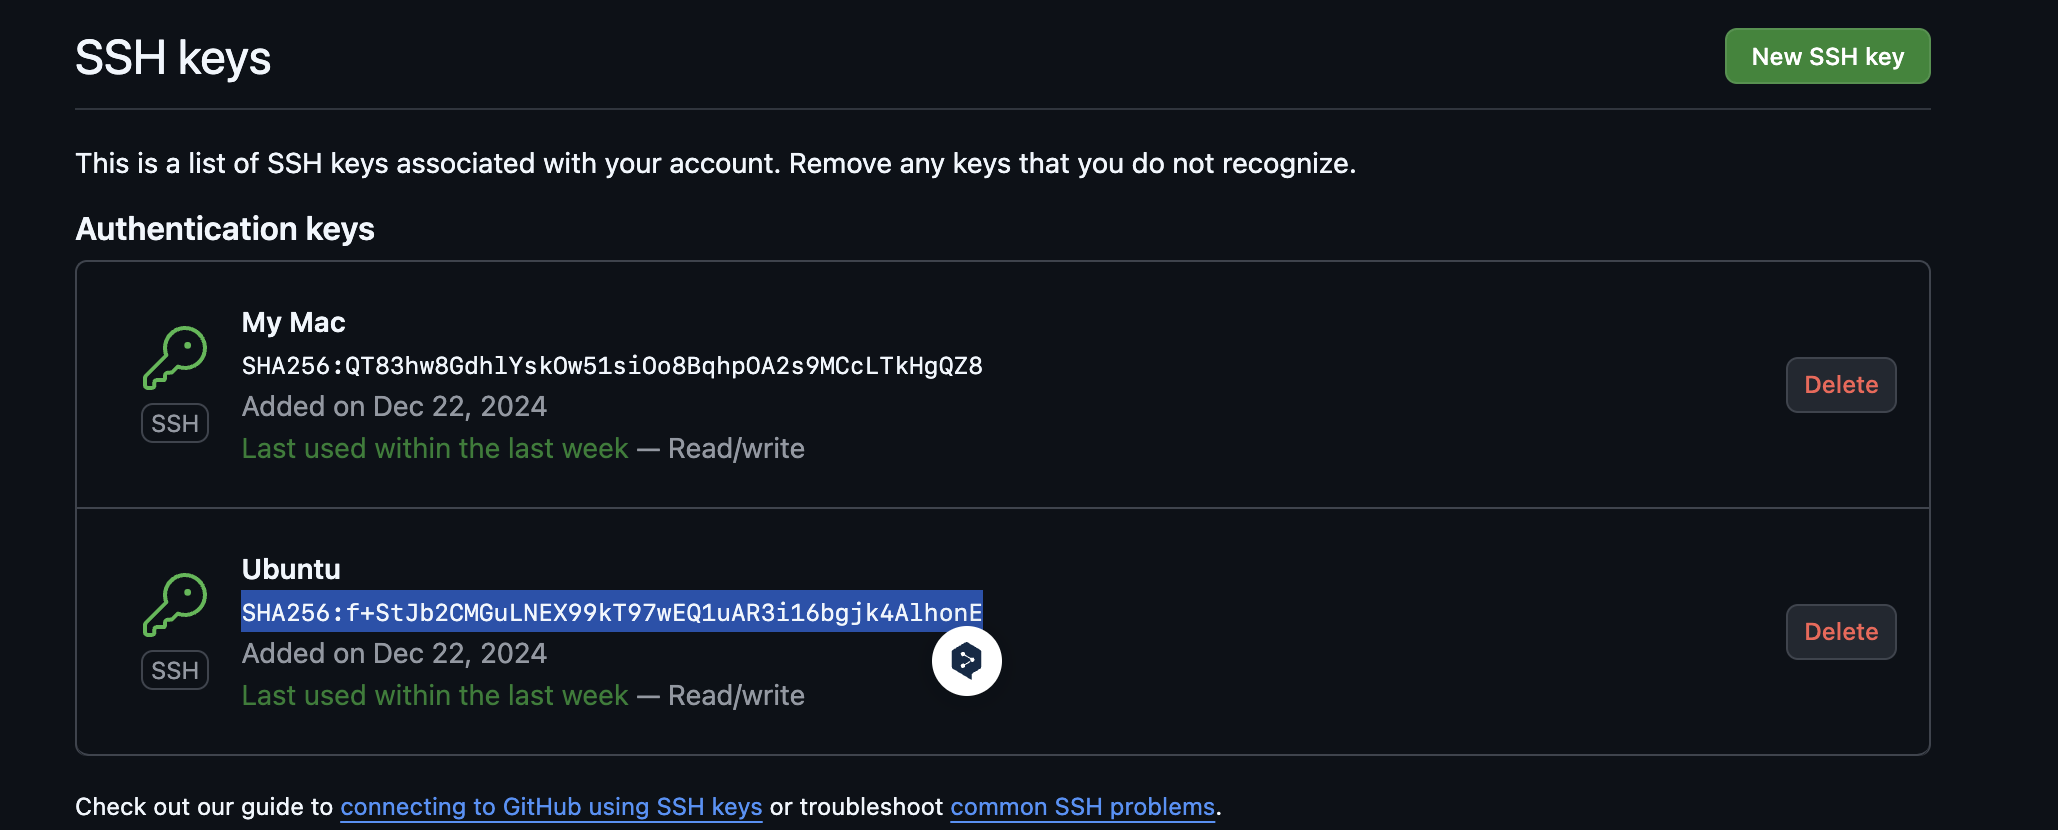 SSH keys
New SSH key
This is a list of SSH keys associated with your account. Remove any keys that you do not recognize.
Authentication keys
My Mac
SHA256:QT83hw8GdhlYskOw51siOo8BqhpOA2s9MCcLTkHgQZ8
Added on Dec 22, 2024
Last used within the last week — Read/write
SSH
Delete
Ubuntu
SHA256:f+StJb2CMGuLNEX99kT97wEQ1uAR3i16bgjk4AlhonE
Added on Dec 22, 2024
Last used within the last week — Read/write
SSH
Delete
Check out our guide to connecting to GitHub using SSH keys or troubleshoot common SSH problems.